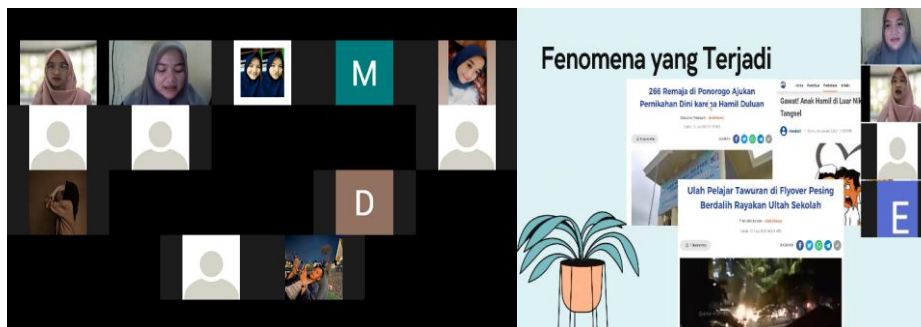 M
D
Fenomena yang Terjadi
266 Remaja di Ponorogo Ajukan
Pernikahan Dini karena Hamil Duluan
Gawat! Anak Hamil di Luar Nik
Tangsel
Ulah Pelajar Tawuran di Flyover Pesing
Berdalih Rayakan Ultah Sekolah
E